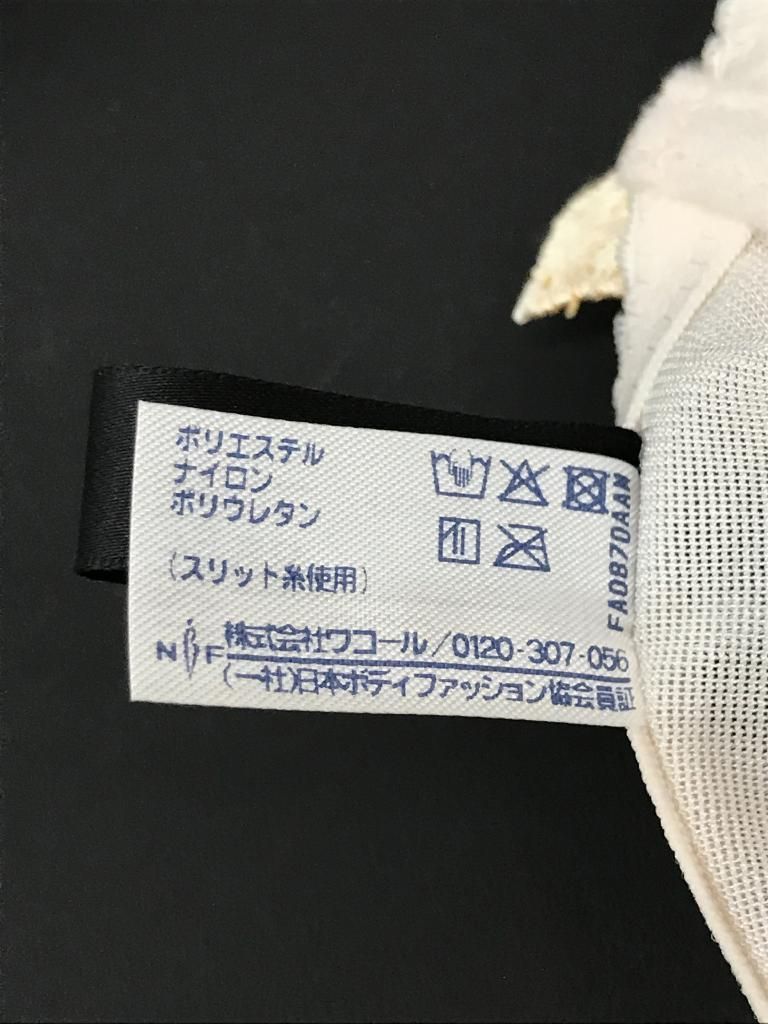 ポリエステル
ナイロン
ポリウレタン
(スリット糸使用)
FA0870AAN
NBF
株式会社ワコール/0120-307-056
(一社)日本ボディファッション協会員証